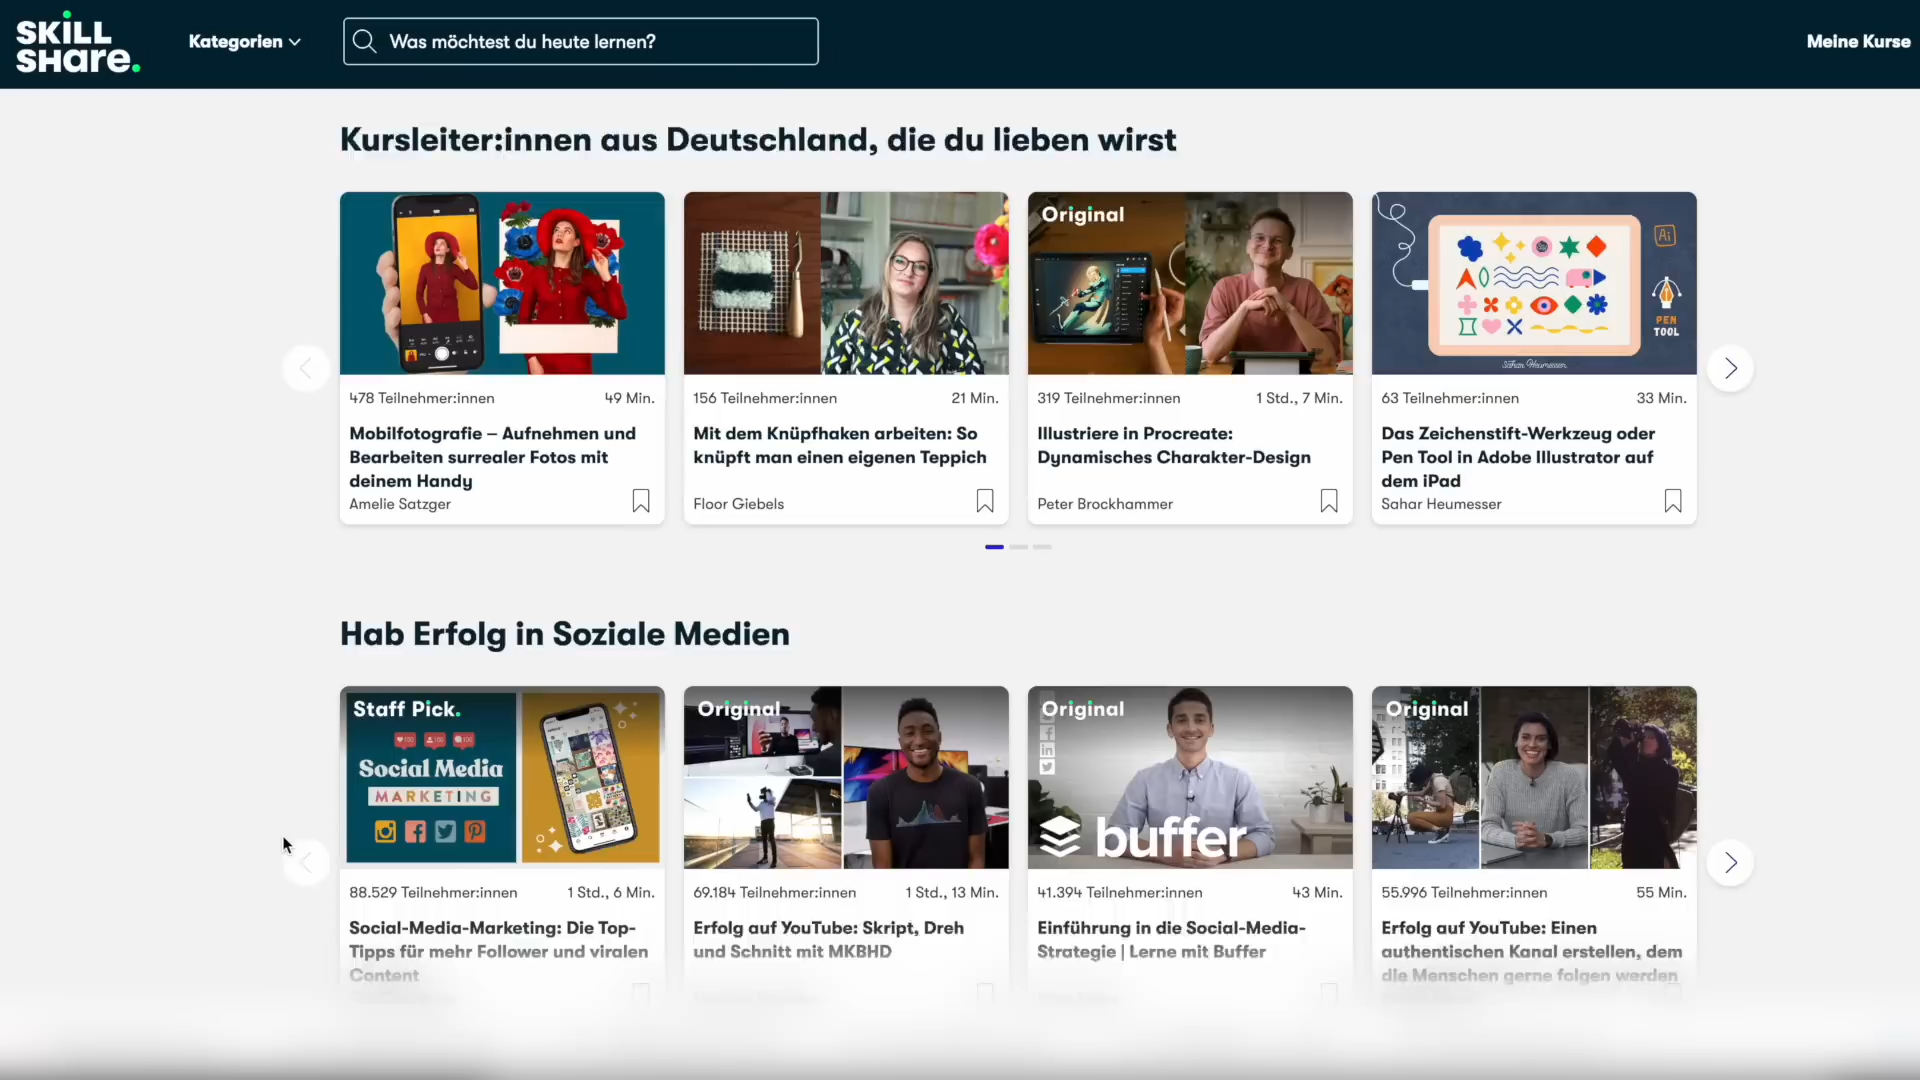 SKILL
SHare.
Kategorien
Was möchtest du heute lernen?
Meine Kurse
Kursleiter:innen aus Deutschland, die du lieben wirst
Original
Ai
PEN
TOOL
Sahar Heumesser
478 Teilnehmer:innen
49 Min.
Mobilfotografie – Aufnehmen und
Bearbeiten surrealer Fotos mit
deinem Handy
Amelie Satzger
156 Teilnehmer:innen
21 Min.
Mit dem Knüpfhaken arbeiten: So
knüpft man einen eigenen Teppich
Floor Giebels
319 Teilnehmer:innen
1 Std., 7 Min.
Illustriere in Procreate:
Dynamisches Charakter-Design
Peter Brockhammer
63 Teilnehmer:innen
33 Min.
Das Zeichenstift-Werkzeug oder
Pen Tool in Adobe Illustrator auf
dem iPad
Sahar Heumesser
Hab Erfolg in Soziale Medien
Staff Pick.
100
100
100
Social Media
MARKETING
Original
Original
buffer
Original
88.529 Teilnehmer:innen
1 Std., 6 Min.
Social-Media-Marketing: Die Top-
Tipps für mehr Follower und viralen
Content
69.184 Teilnehmer:innen
1 Std., 13 Min.
Erfolg auf YouTube: Skript, Dreh
und Schnitt mit MKBHD
41.394 Teilnehmer:innen
43 Min.
Einführung in die Social-Media-
Strategie | Lerne mit Buffer
55.996 Teilnehmer:innen
55 Min.
Erfolg auf YouTube: Einen
authentischen Kanal erstellen, dem
die Menschen gerne folgen werden